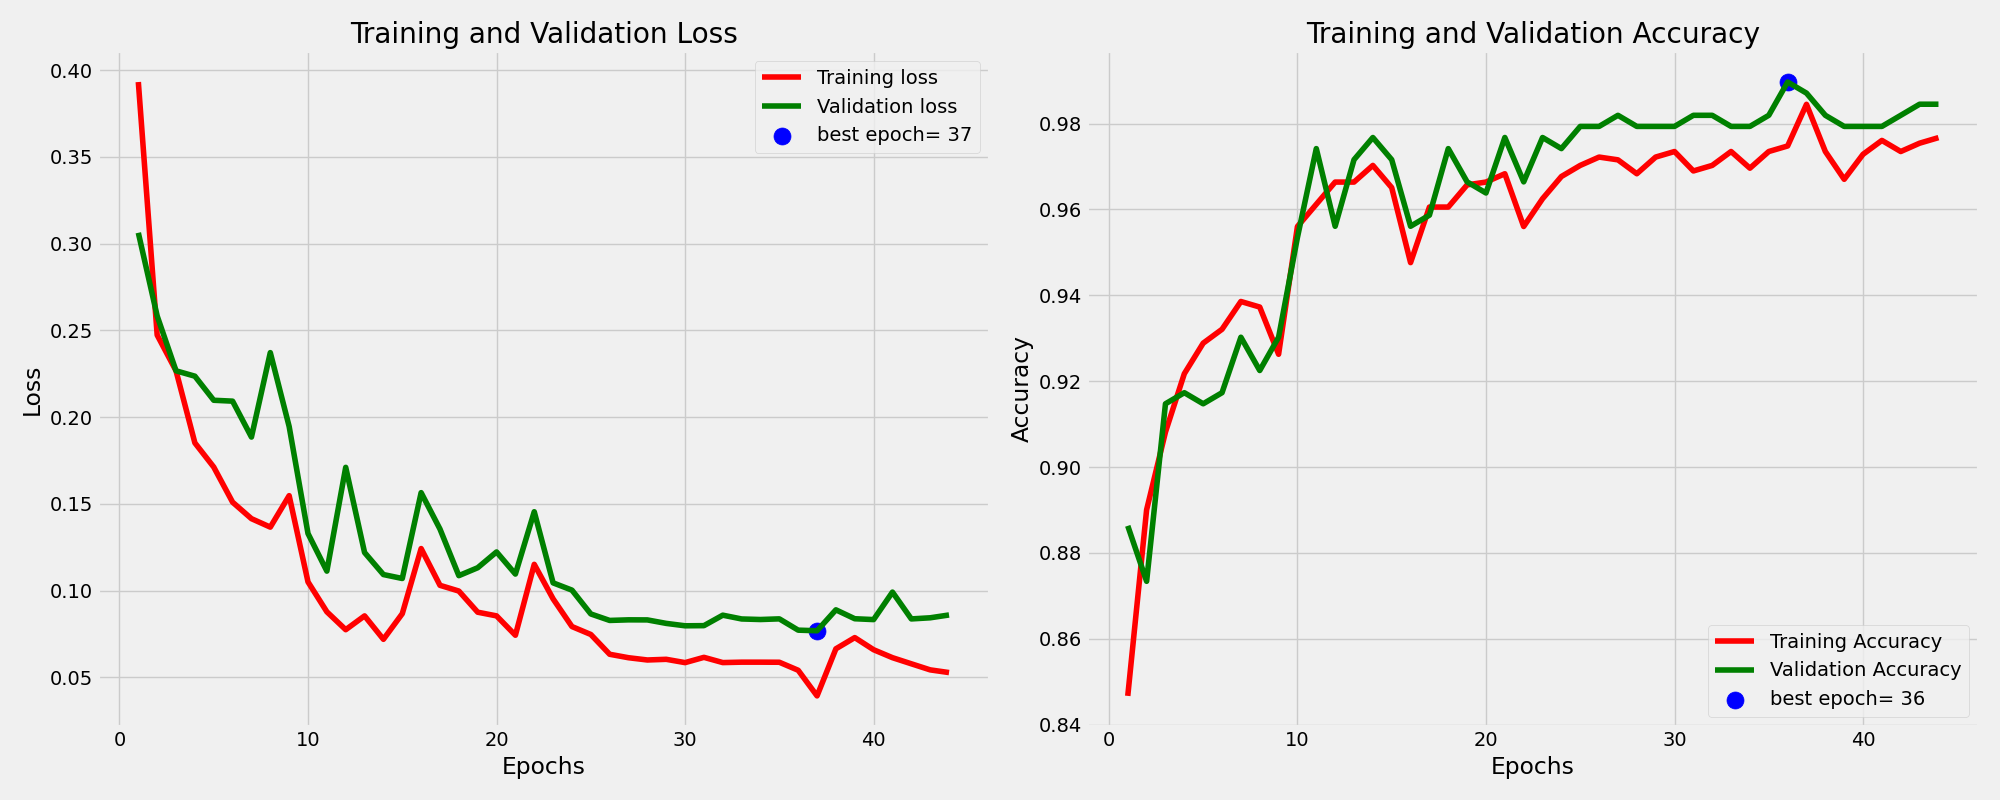 Training and Validation Loss
Training loss
Validation loss
best epoch= 37
0.40
0.35
0.30
0.25
0.20
0.15
0.10
0.05
Loss
0 10 20 30 40
Epochs
Training and Validation Accuracy
0.98
0.96
0.94
0.92
0.90
0.88
0.86
0.84
Accuracy
Training Accuracy
Validation Accuracy
best epoch= 36
0 10 20 30 40
Epochs